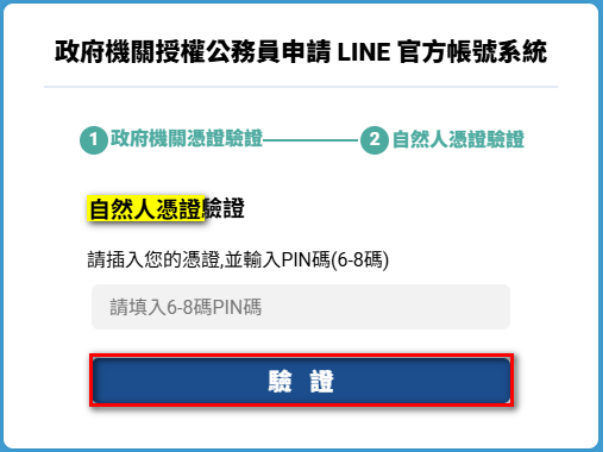 政府機關授權公務員申請 LINE 官方帳號系統
1 政府機關憑證驗證 2 自然人憑證驗證
自然人憑證驗證
請插入您的憑證,並輸入PIN碼(6-8碼)
請填入6-8碼PIN碼
驗 證